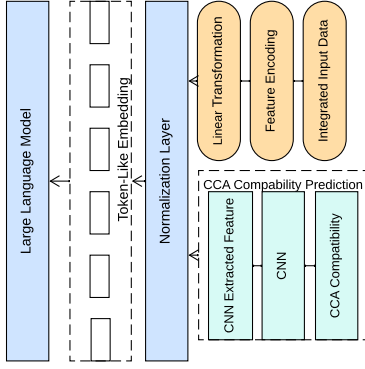 Large Language Model
Token-Like Embedding
Normalization Layer
Linear Transformation
Feature Encoding
Integrated Input Data
CCA Compability Prediction
CNN Extracted Feature
CNN
CCA Compatibility